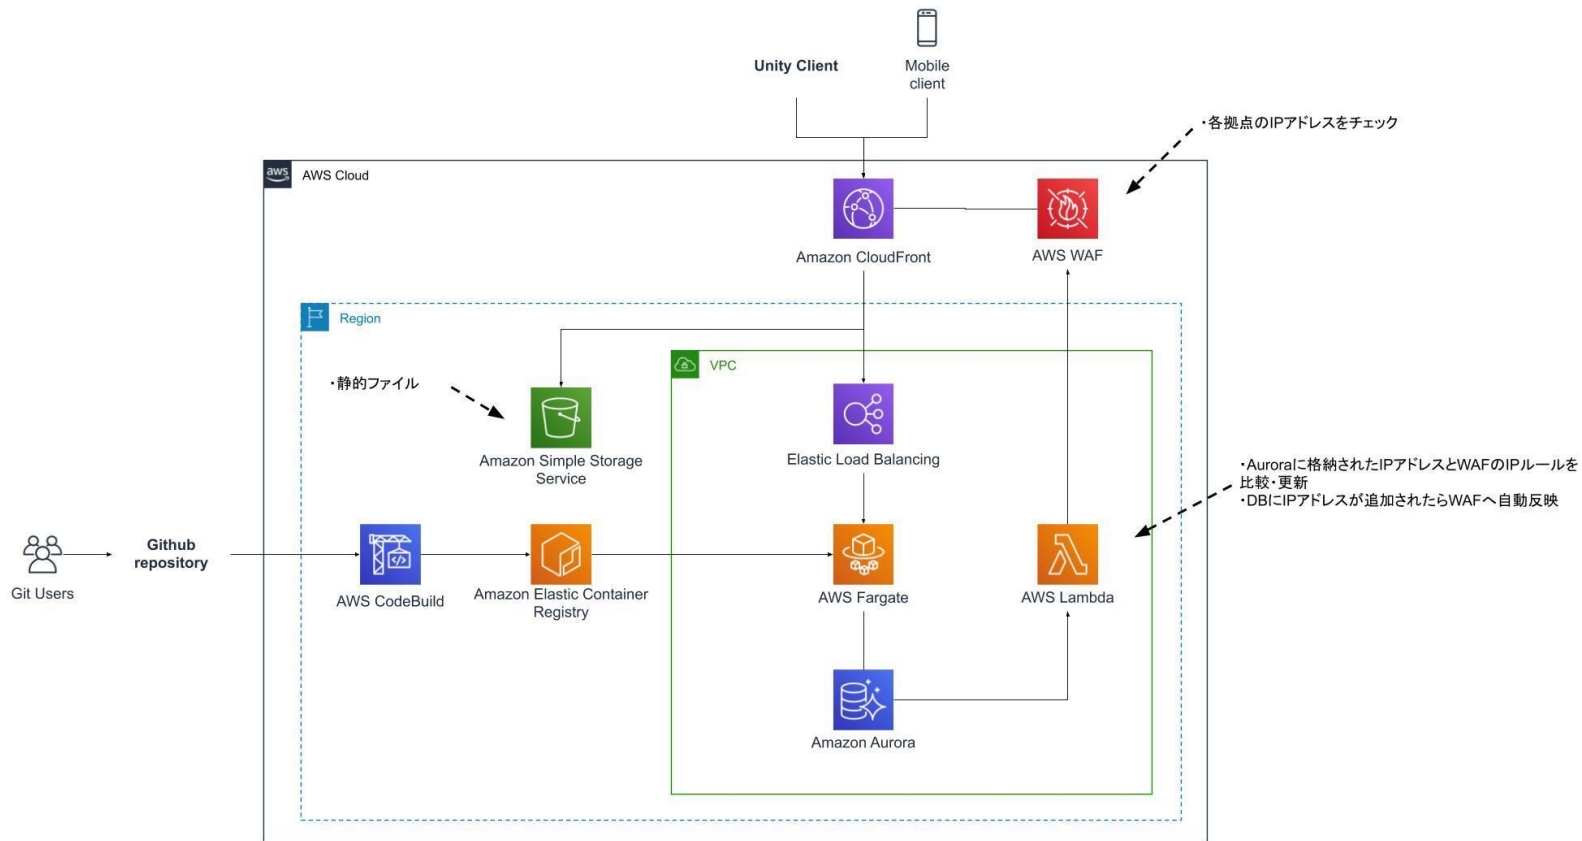 Unity Client
Mobile
client
・各拠点のIPアドレスをチェック
aws
AWS Cloud
Amazon CloudFront
AWS WAF
Region
VPC
・静的ファイル
Amazon Simple Storage
Service
Elastic Load Balancing
・Auroraに格納されたIPアドレスとWAFのIPルールを
比較・更新
・DBにIPアドレスが追加されたらWAFへ自動反映
Git Users
Github
repository
AWS CodeBuild
Amazon Elastic Container
Registry
AWS Fargate
AWS Lambda
Amazon Aurora